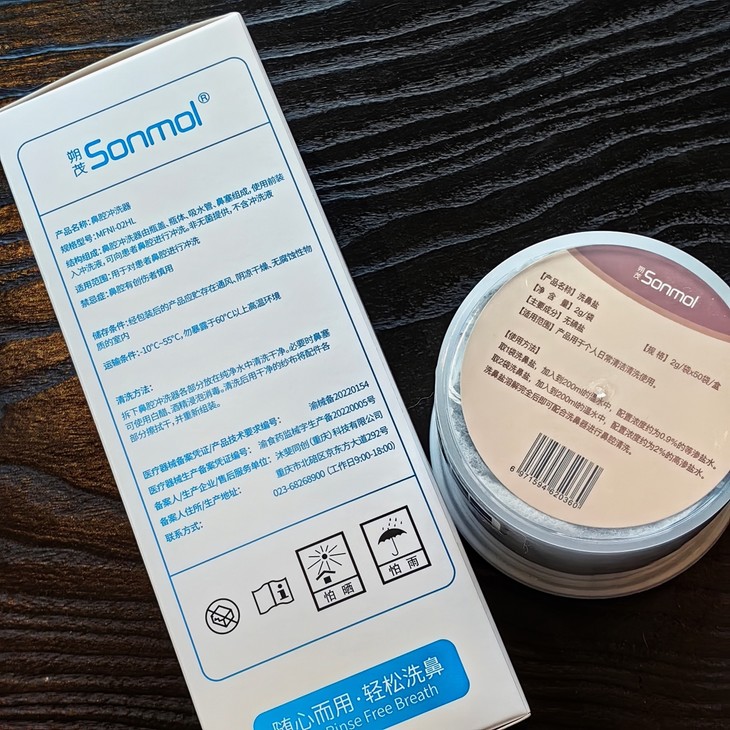 朔茂 Sonmol®
产品名称: 鼻腔冲洗器
规格型号: MFNI-02HL
结构组成: 鼻腔冲洗器由瓶盖、瓶体、吸水管、鼻塞组成, 使用前装
入冲洗液, 可向患者鼻腔进行冲洗, 非无菌提供, 不含冲洗液
适用范围: 用于对患者鼻腔进行冲洗
禁忌症: 鼻腔有创伤者慎用
储存条件: 经包装后的产品应贮存在通风、阴凉干燥、无腐蚀性物
质的室内
运输条件: -10°C~55°C, 勿暴露于60°C以上高温环境
清洗方法:
拆下鼻腔冲洗器各部分放在纯净水中清洗干净。必要时鼻塞
可使用白醋、酒精浸泡消毒。清洗后用干净的纱布将配件各
部分擦拭干, 并重新组装。
医疗器械备案凭证/产品技术要求编号: 渝械备20220154
医疗器械生产备案凭证编号: 渝食药监械生产备20220005号
备案人/生产企业/售后服务单位: 沐斐同创(重庆)科技有限公司
备案人住所/生产地址: 重庆市北碚区京东方大道292号
联系方式: 023-68268900 (工作日9:00-18:00)
怕晒
怕雨
随心而用·轻松洗鼻
Rinse Free Breath
朔茂 Sonmol
【产品名称】洗鼻盐
【净 含 量】2g/袋
【主要成分】无碘盐
【规 格】2g/袋x50袋/盒
【适用范围】产品用于个人日常清洁清洗使用。
【使用方法】
取1袋洗鼻盐, 加入到200ml的温水中, 配置浓度约为0.9%的等渗盐水。
取2袋洗鼻盐, 加入到200ml的温水中, 配置浓度约为2%的高渗盐水。
洗鼻盐溶解完全后即可配合洗鼻器进行鼻腔清洗。
6 971594 620360